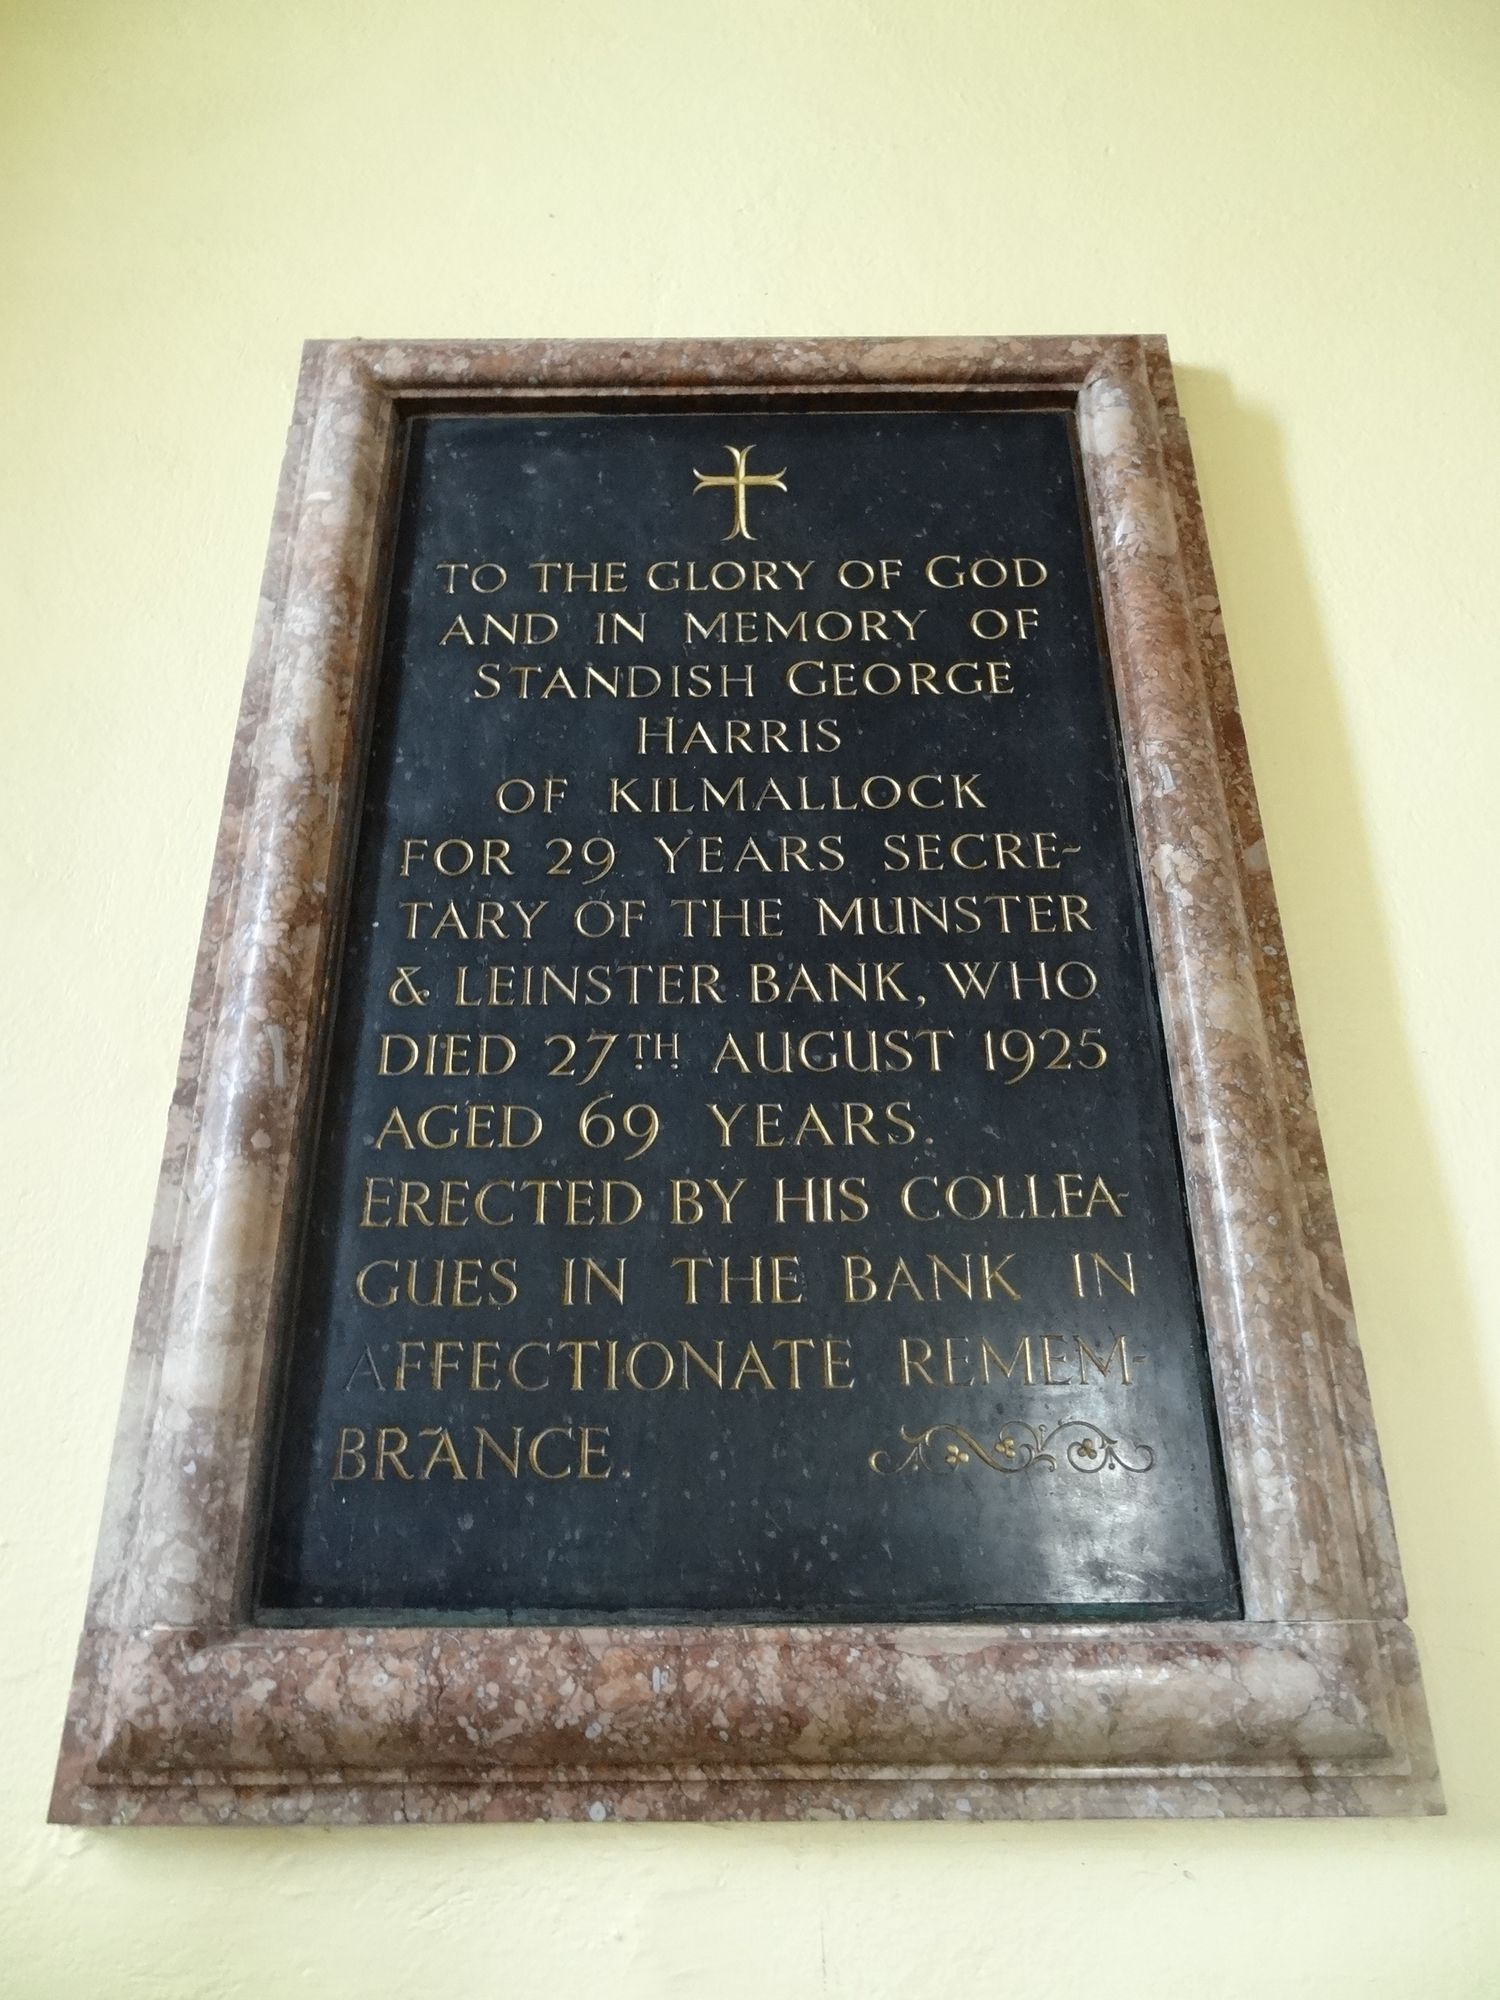 TO THE GLORY OF GOD
AND IN MEMORY OF
STANDISH GEORGE
HARRIS
OF KILMALLOCK
FOR 29 YEARS SECRE-
TARY OF THE MUNSTER
& LEINSTER BANK, WHO
DIED 27TH AUGUST 1925
AGED 69 YEARS.
ERECTED BY HIS COLLEA-
GUES IN THE BANK IN
AFFECTIONATE REMEM-
BRANCE.